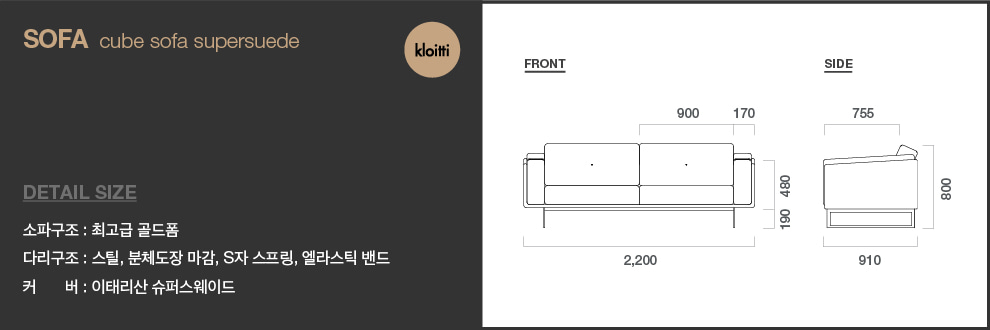 SOFA cube sofa supersuede
kloitti
DETAIL SIZE
소파구조 : 최고급 골드폼
다리구조 : 스틸, 분체도장 마감, S자 스프링, 엘라스틱 밴드
커 버 : 이태리산 슈퍼스웨이드
FRONT
900 170
480
190
2,200
SIDE
755
800
910